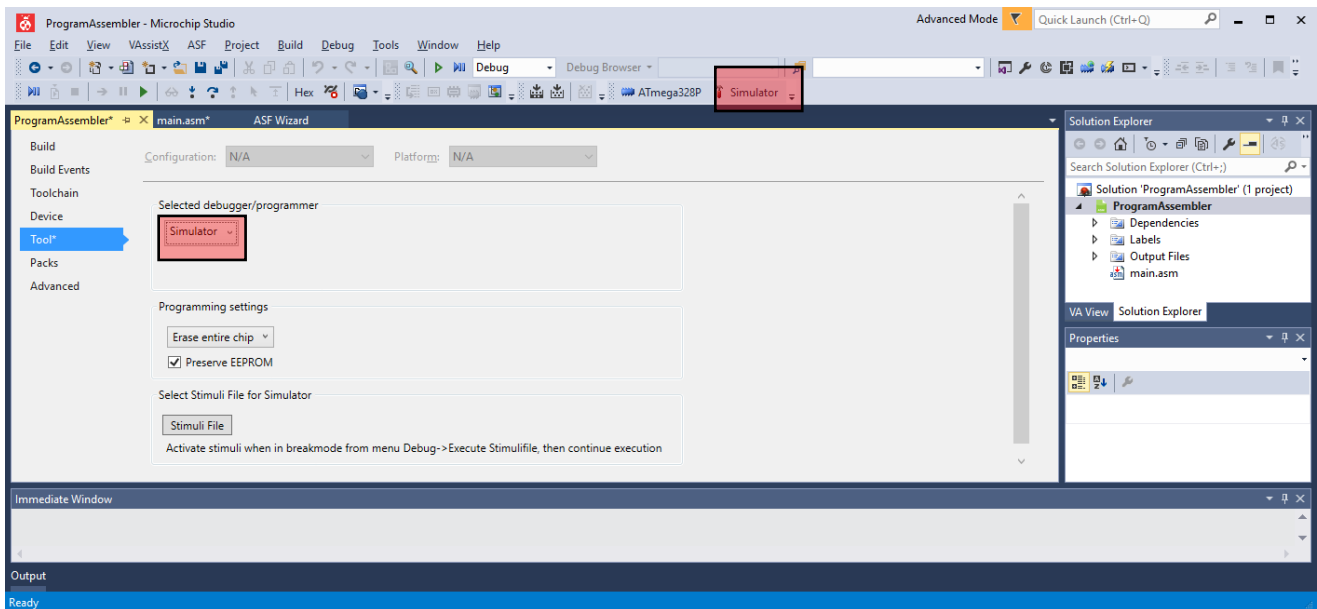 ProgramAssembler - Microchip Studio
Advanced Mode
Quick Launch (Ctrl+Q)
File Edit View VAssistX ASF Project Build Debug Tools Window Help
Debug
Debug Browser
Hex
ATmega328P
Simulator
ProgramAssembler*
main.asm*
ASF Wizard
Build
Build Events
Toolchain
Device
Tool*
Packs
Advanced
Configuration: N/A
Platform: N/A
Selected debugger/programmer
Simulator
Programming settings
Erase entire chip
Preserve EEPROM
Select Stimuli File for Simulator
Stimuli File
Activate stimuli when in breakmode from menu Debug->Execute Stimulifile, then continue execution
Solution Explorer
Search Solution Explorer (Ctrl+;)
Solution 'ProgramAssembler' (1 project)
ProgramAssembler
Dependencies
Labels
Output Files
main.asm
VA View Solution Explorer
Properties
Immediate Window
Output
Ready